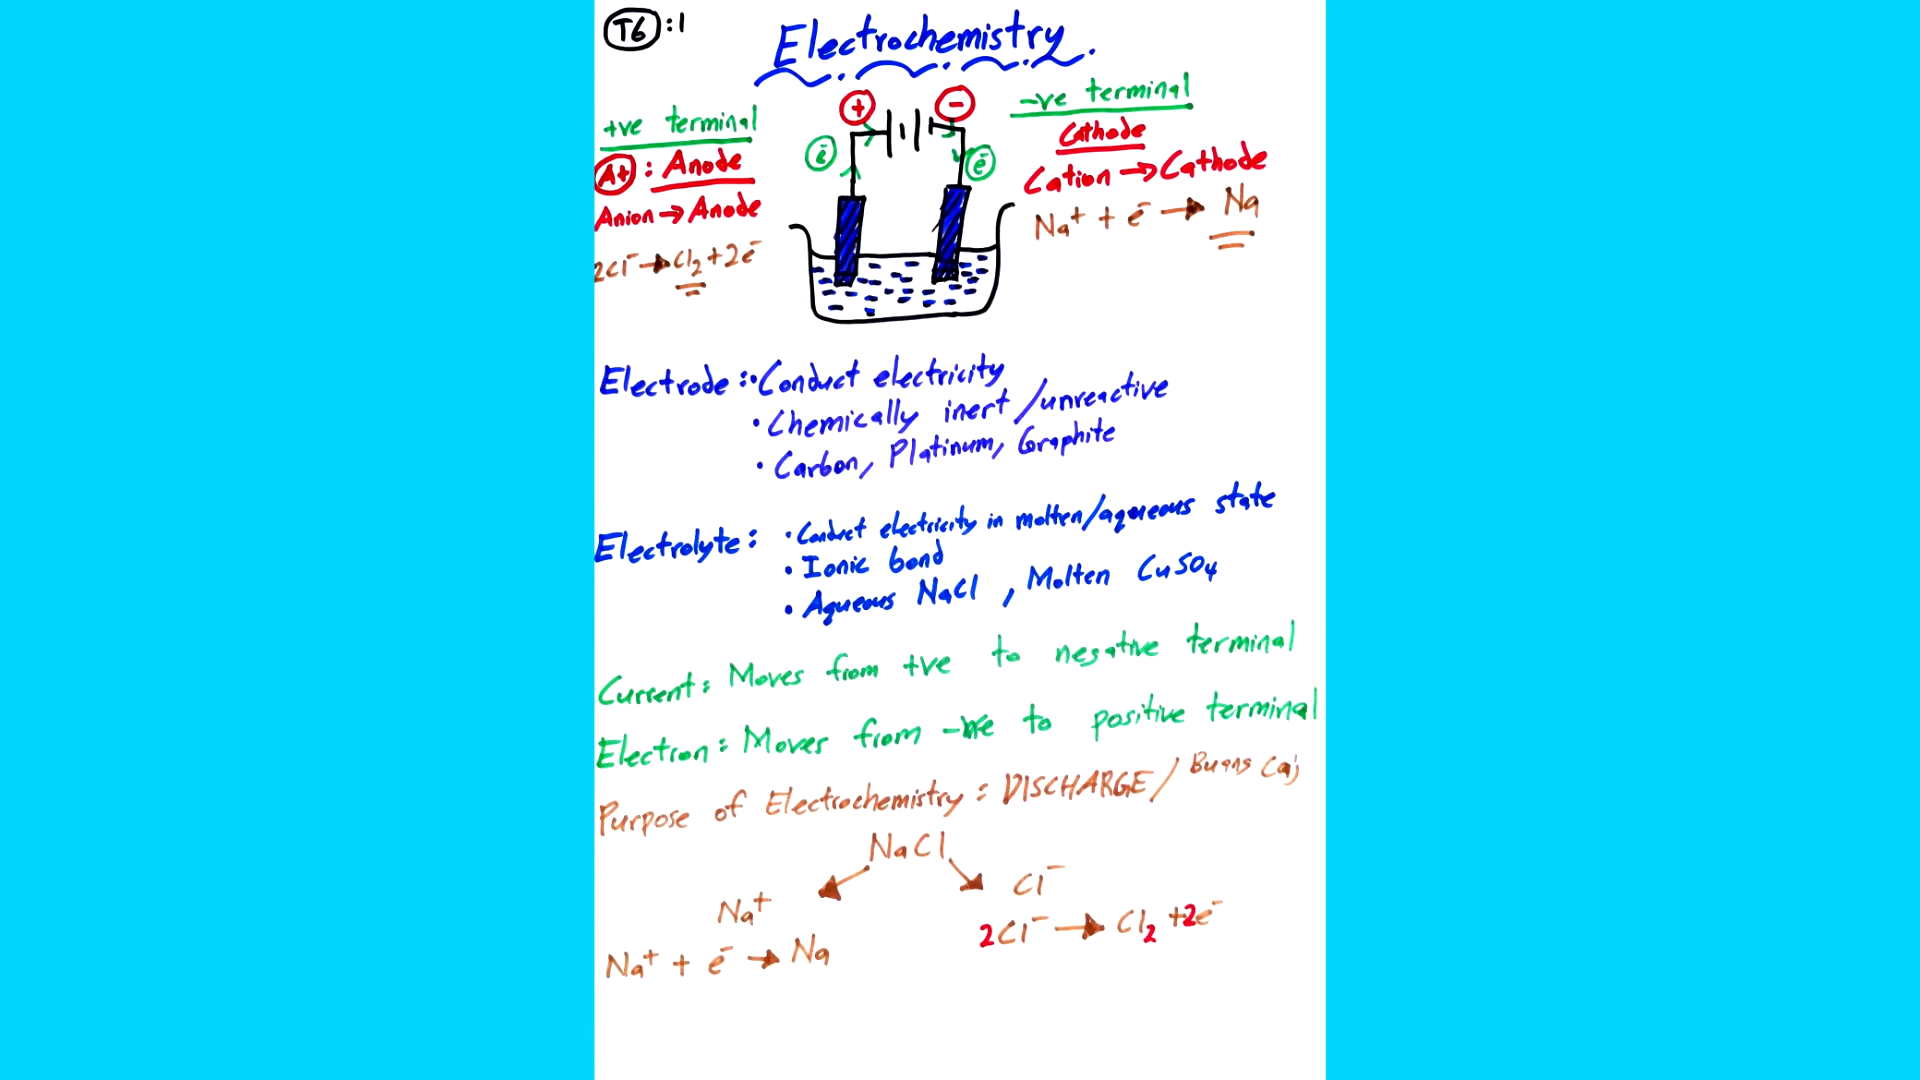 T6 :1
Electrochemistry.
+ve terminal
A+ : Anode
Anion → Anode
2Cl⁻ → Cl₂ + 2e⁻
+
-
e⁻
e⁻
-ve terminal
Cathode
Cation → Cathode
Na⁺ + e⁻ → Na
Electrode : • Conduct electricity
• Chemically inert / unreactive
• Carbon, Platinum, Graphite
Electrolyte : • Conduct electricity in molten/aqueous state
• Ionic bond
• Aqueous NaCl , Molten CuSO₄
Current : Moves from +ve to negative terminal
Electron : Moves from -ve to positive terminal
Purpose of Electrochemistry : DISCHARGE / Buang Caj
NaCl
Na⁺
Cl⁻
2Cl⁻ → Cl₂ + 2e⁻
Na⁺ + e⁻ → Na